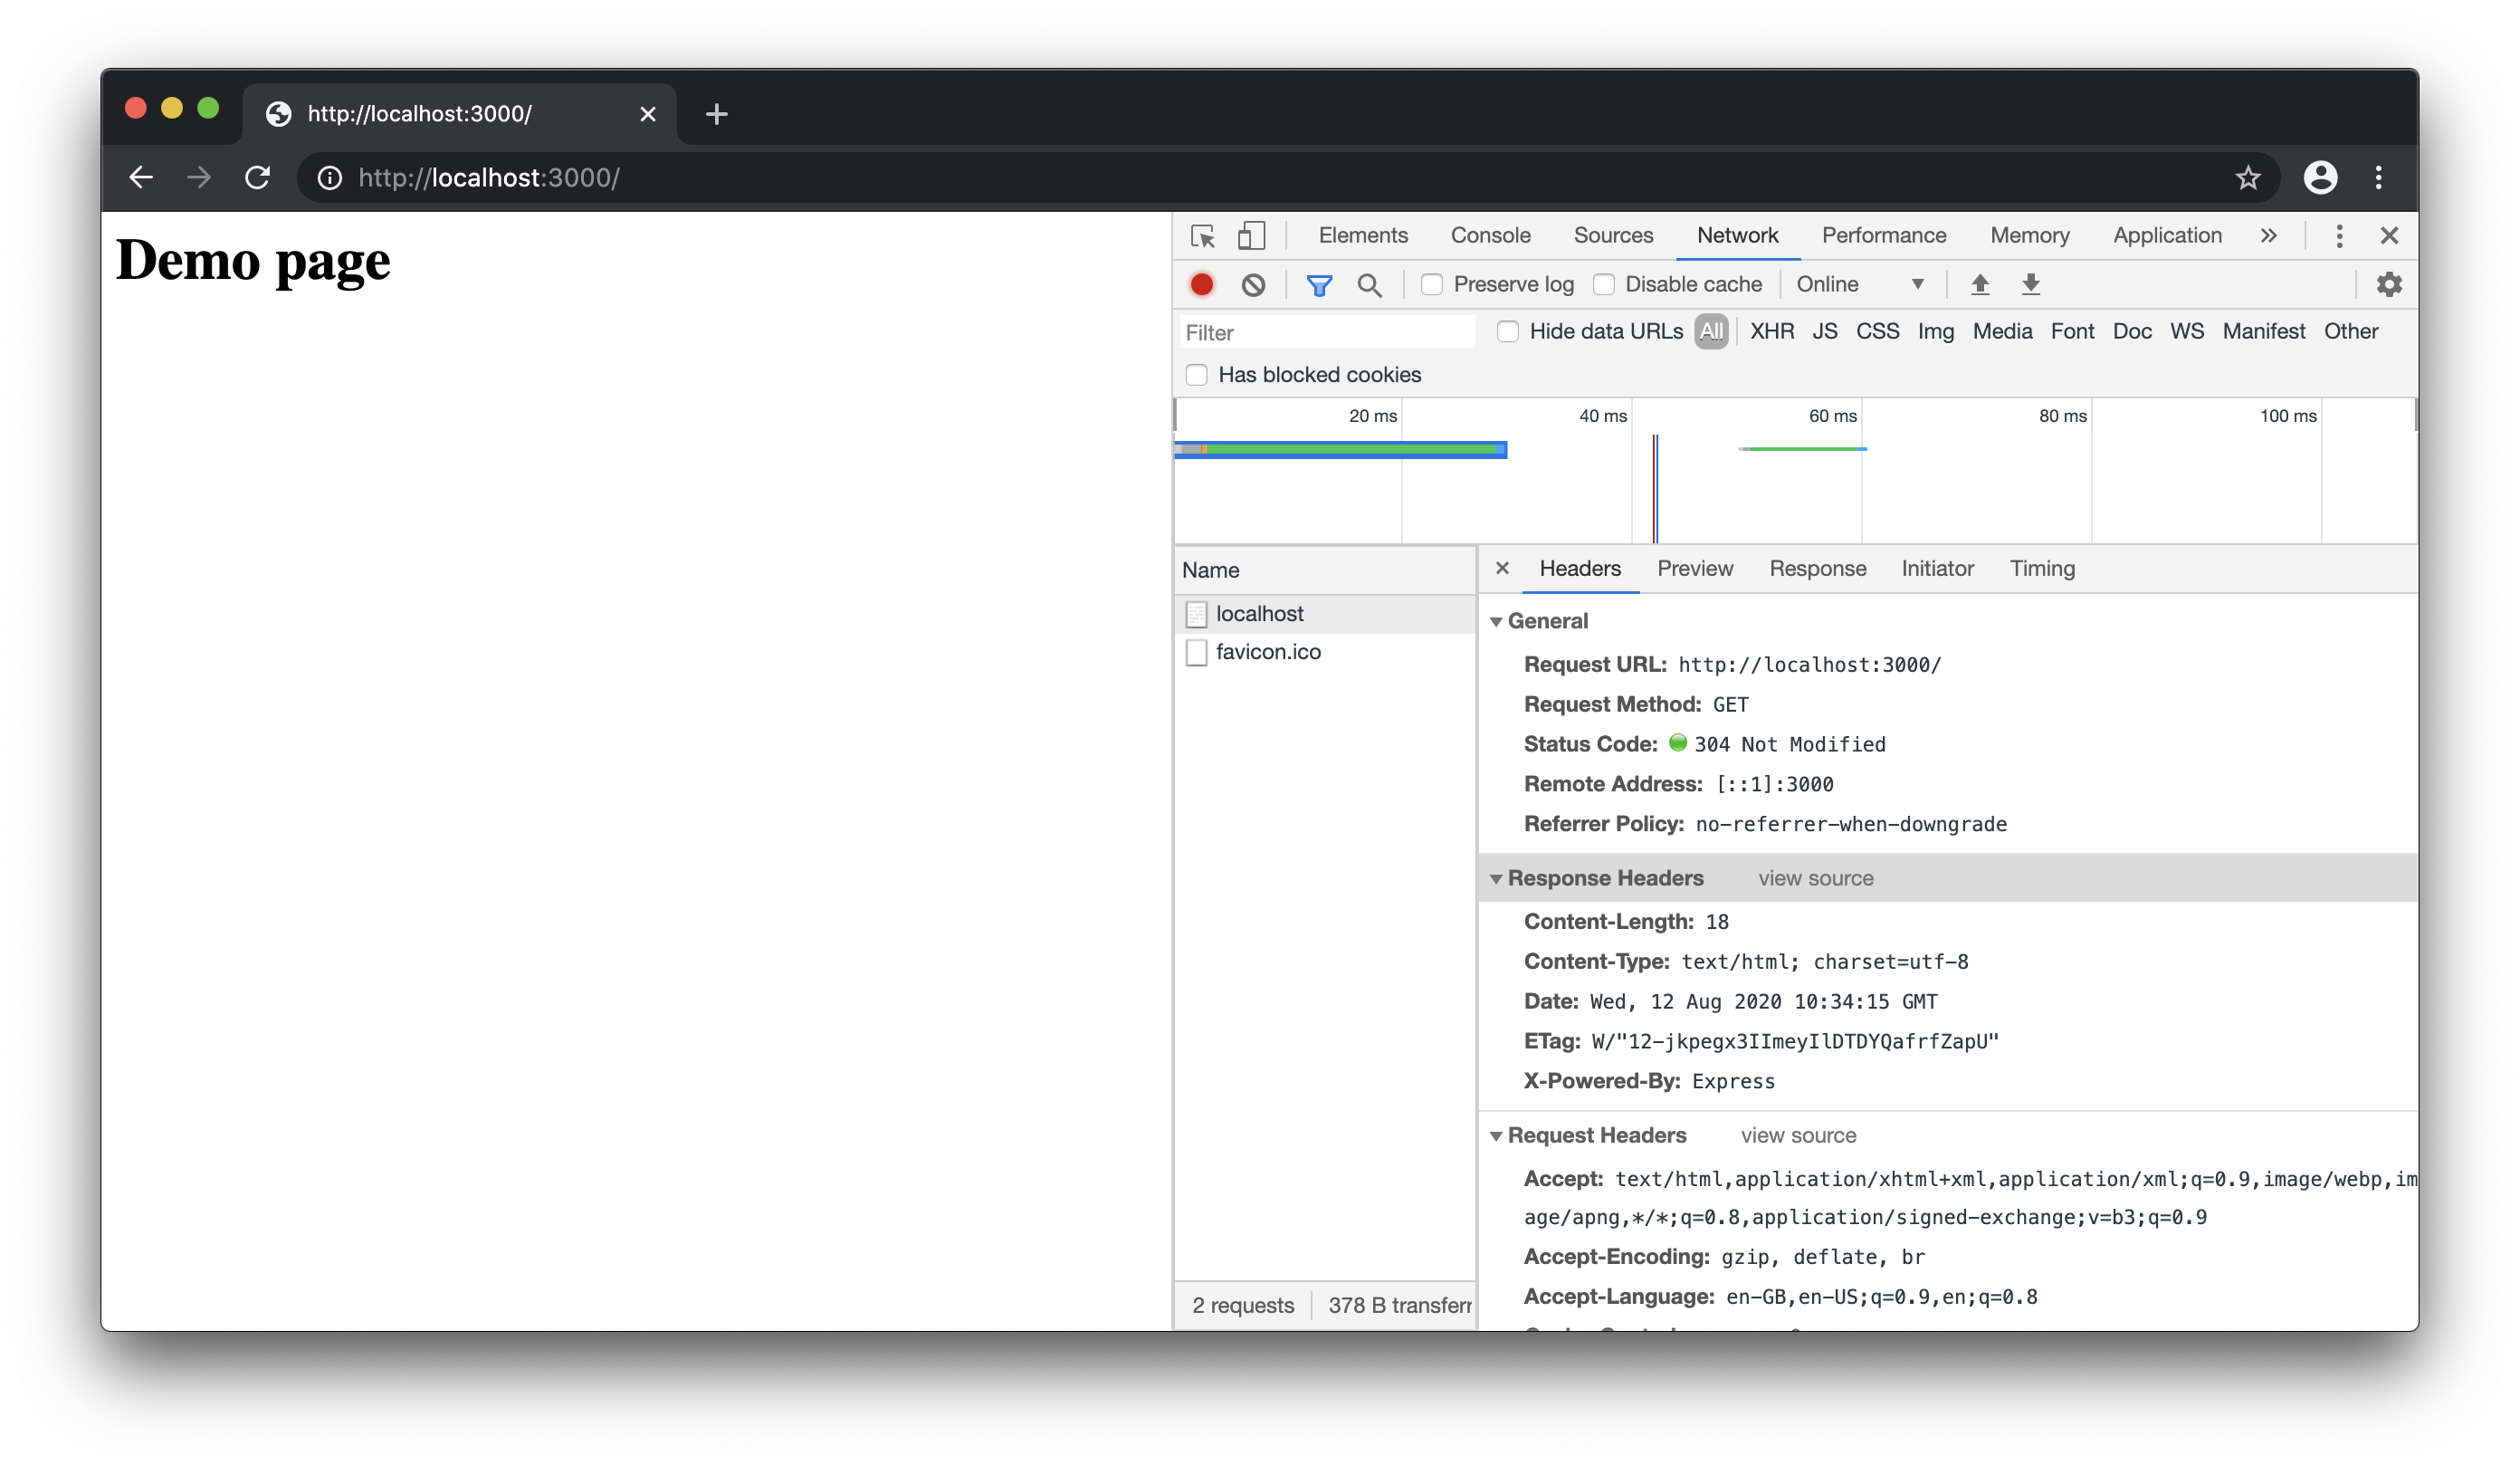 http://localhost:3000/
http://localhost:3000/
Demo page
Elements Console Sources Network Performance Memory Application
Preserve log Disable cache Online
Filter Hide data URLs All XHR JS CSS Img Media Font Doc WS Manifest Other
Has blocked cookies
20 ms 40 ms 60 ms 80 ms 100 ms
Name
localhost
favicon.ico
2 requests 378 B transferr
Headers Preview Response Initiator Timing
General
Request URL: http://localhost:3000/
Request Method: GET
Status Code: 304 Not Modified
Remote Address: [::1]:3000
Referrer Policy: no-referrer-when-downgrade
Response Headers view source
Content-Length: 18
Content-Type: text/html; charset=utf-8
Date: Wed, 12 Aug 2020 10:34:15 GMT
ETag: W/"12-jkpegx3IImeyIlDTDYQafrfZapU"
X-Powered-By: Express
Request Headers view source
Accept: text/html,application/xhtml+xml,application/xml;q=0.9,image/webp,im
age/apng,*/*;q=0.8,application/signed-exchange;v=b3;q=0.9
Accept-Encoding: gzip, deflate, br
Accept-Language: en-GB,en-US;q=0.9,en;q=0.8